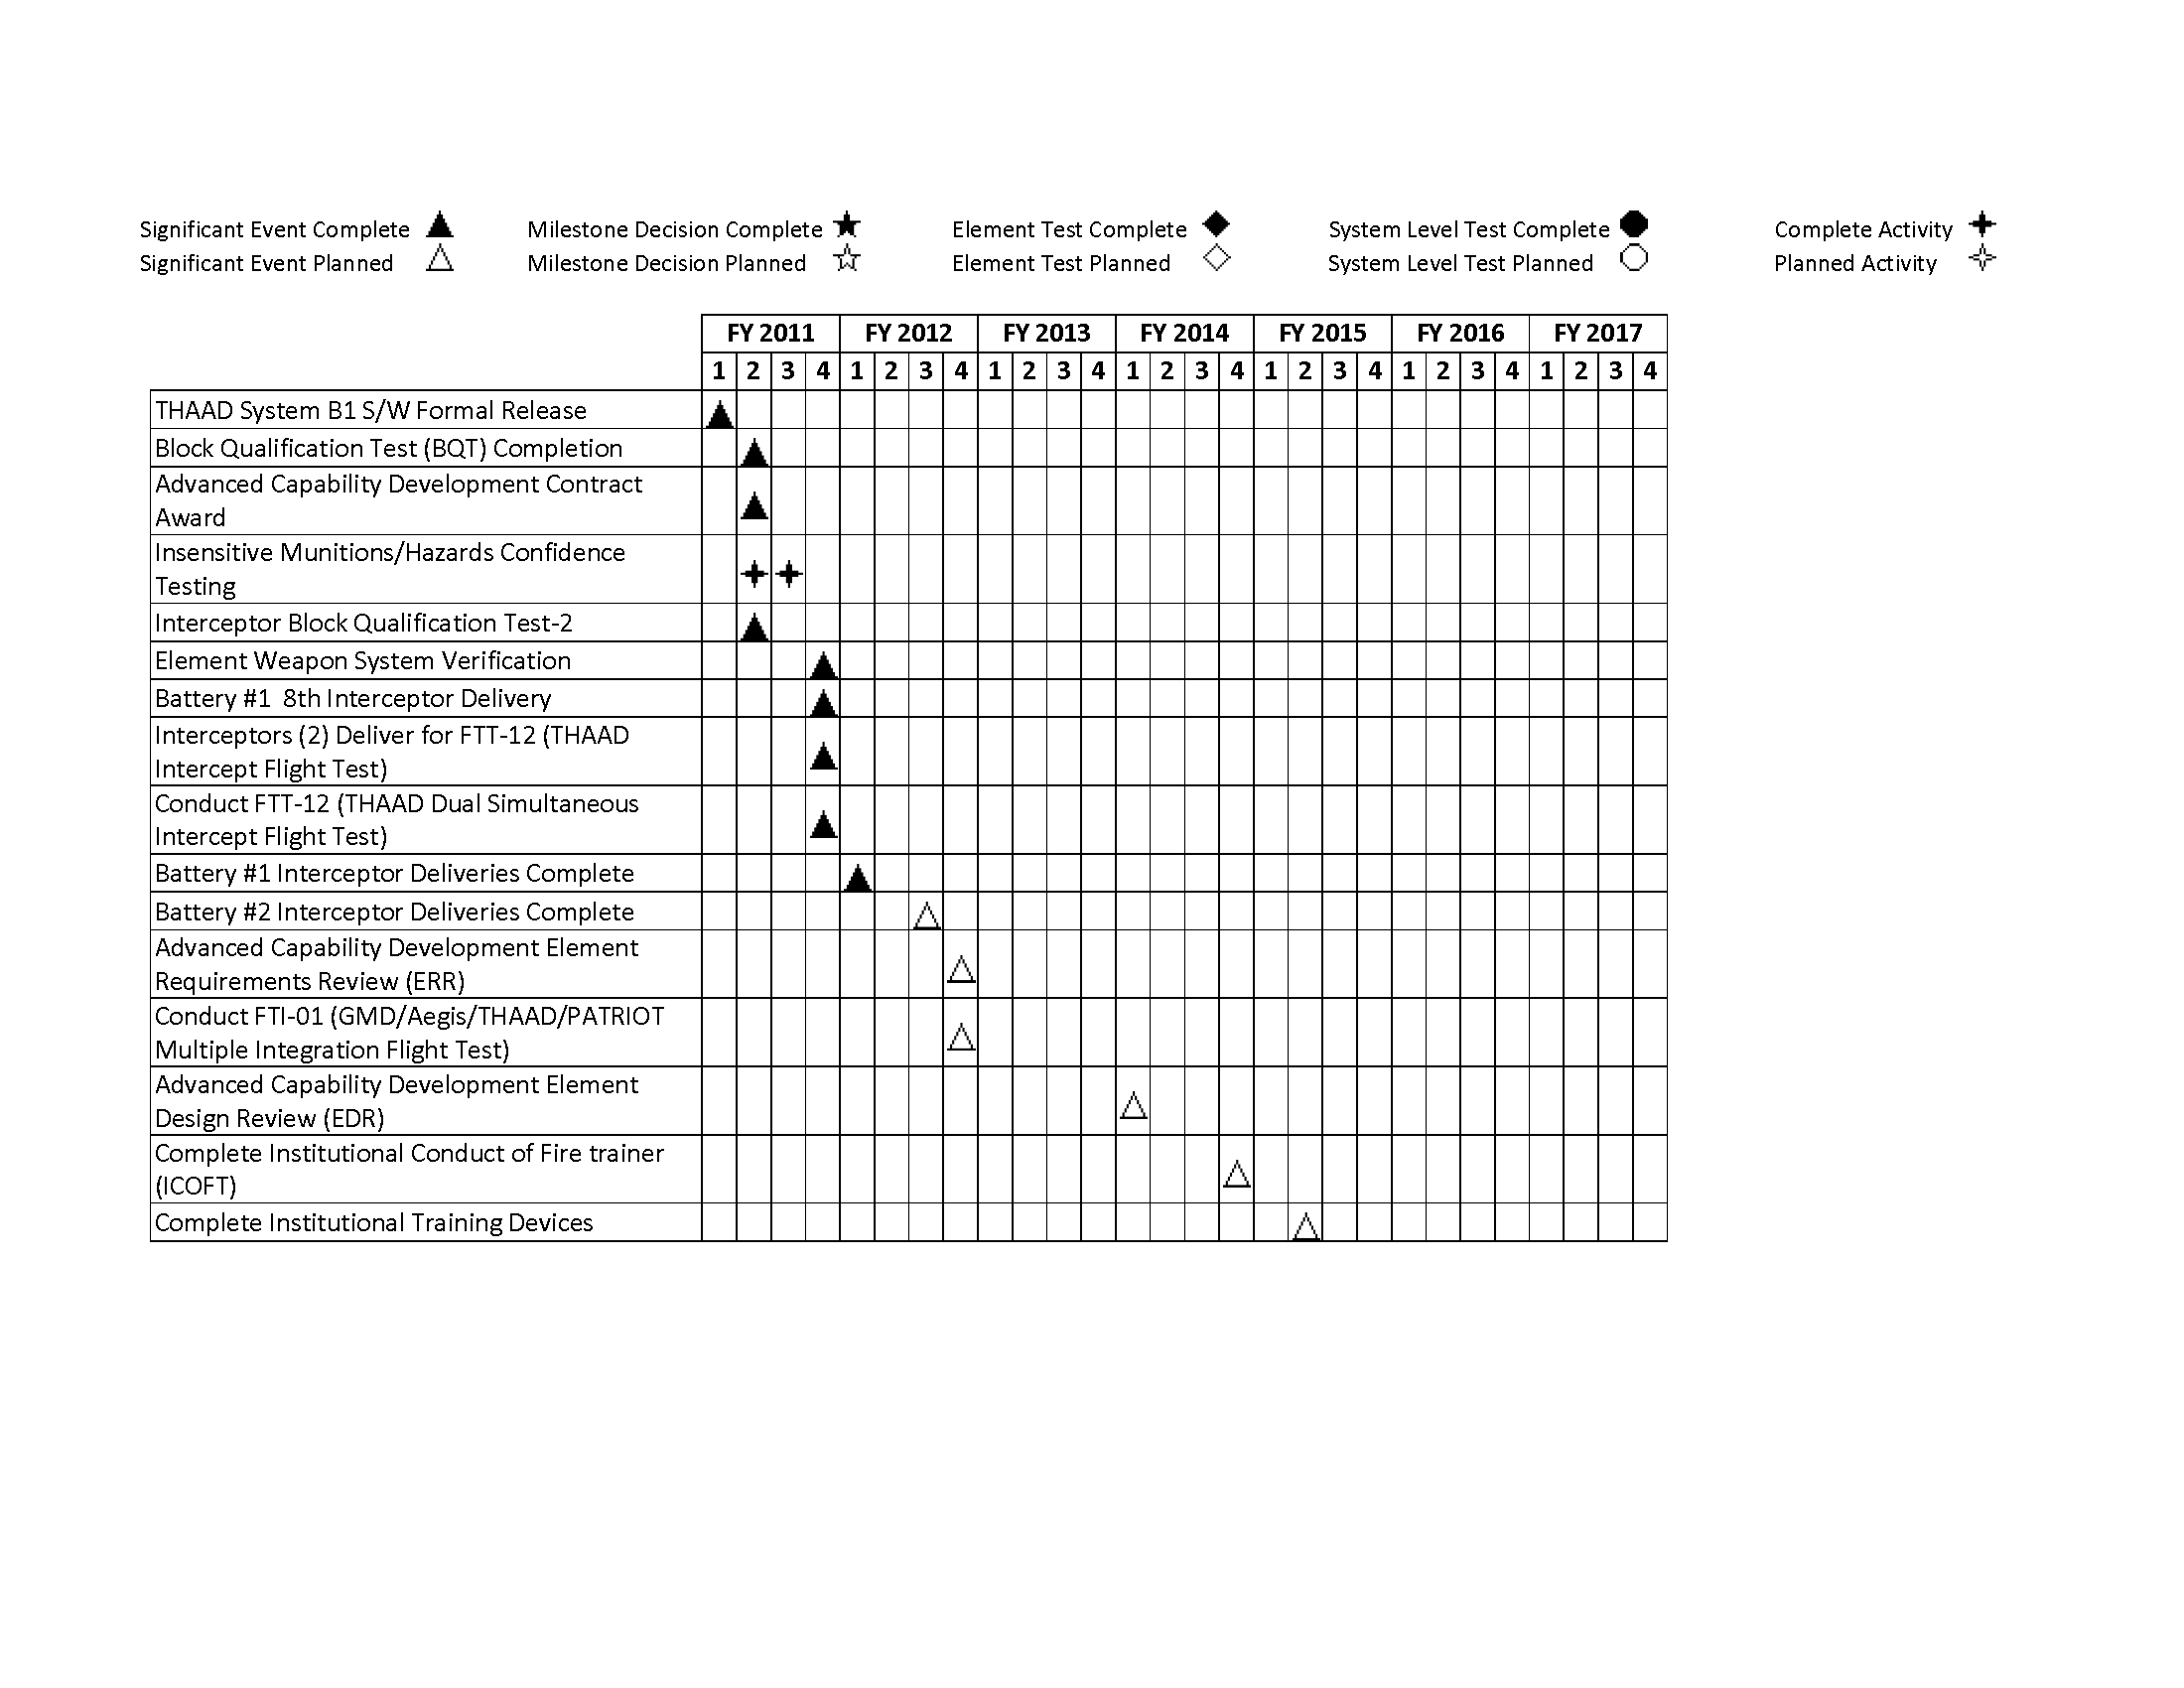 Significant Event Complete Milestone Decision Complete Element Test Complete System Level Test Complete Complete Activity
Significant Event Planned Milestone Decision Planned Element Test Planned System Level Test Planned Planned Activity
FY 2011 FY 2012 FY 2013 FY 2014 FY 2015 FY 2016 FY 2017
1 2 3 4 1 2 3 4 1 2 3 4 1 2 3 4 1 2 3 4 1 2 3 4 1 2 3 4
THAAD System B1 S/W Formal Release
Block Qualification Test (BQT) Completion
Advanced Capability Development Contract
Award
Insensitive Munitions/Hazards Confidence
Testing
Interceptor Block Qualification Test-2
Element Weapon System Verification
Battery #1  8th Interceptor Delivery
Interceptors (2) Deliver for FTT-12 (THAAD
Intercept Flight Test)
Conduct FTT-12 (THAAD Dual Simultaneous
Intercept Flight Test)
Battery #1 Interceptor Deliveries Complete
Battery #2 Interceptor Deliveries Complete
Advanced Capability Development Element
Requirements Review (ERR)
Conduct FTI-01 (GMD/Aegis/THAAD/PATRIOT
Multiple Integration Flight Test)
Advanced Capability Development Element
Design Review (EDR)
Complete Institutional Conduct of Fire trainer
(ICOFT)
Complete Institutional Training Devices